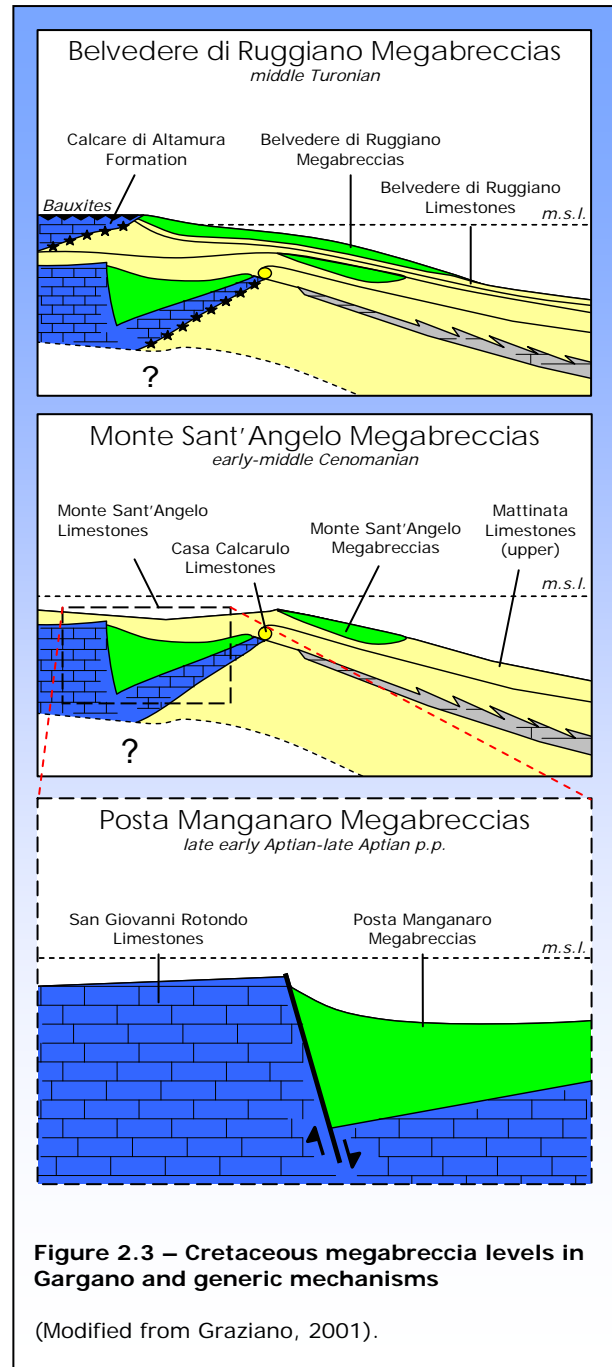 Belvedere di Ruggiano Megabreccias
middle Turonian
Calcare di Altamura
Formation
Belvedere di Ruggiano
Megabreccias
Belvedere di Ruggiano
Limestones
Bauxites
m.s.l.
?
Monte Sant'Angelo Megabreccias
early-middle Cenomanian
Monte Sant'Angelo
Limestones
Casa Calcarulo
Limestones
Monte Sant'Angelo
Megabreccias
Mattinata
Limestones
(upper)
m.s.l.
?
Posta Manganaro Megabreccias
late early Aptian-late Aptian p.p.
San Giovanni Rotondo
Limestones
Posta Manganaro
Megabreccias
m.s.l.
Figure 2.3 – Cretaceous megabreccia levels in
Gargano and generic mechanisms
(Modified from Graziano, 2001).